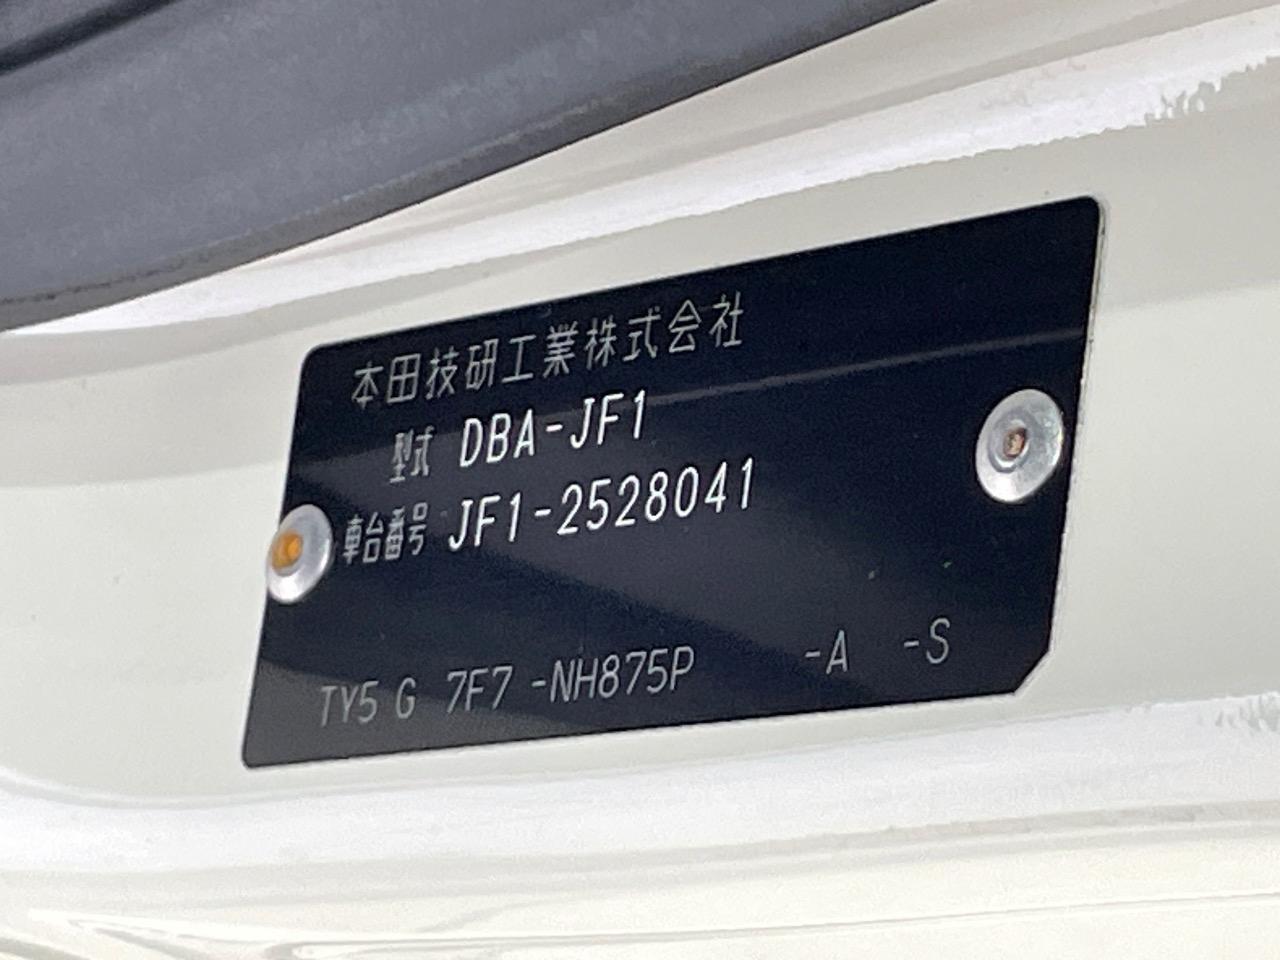 本田技研工業株式会社
型式 DBA-JF1
車台番号 JF1-2528041
TY5 G 7F7 -NH875P -A -S